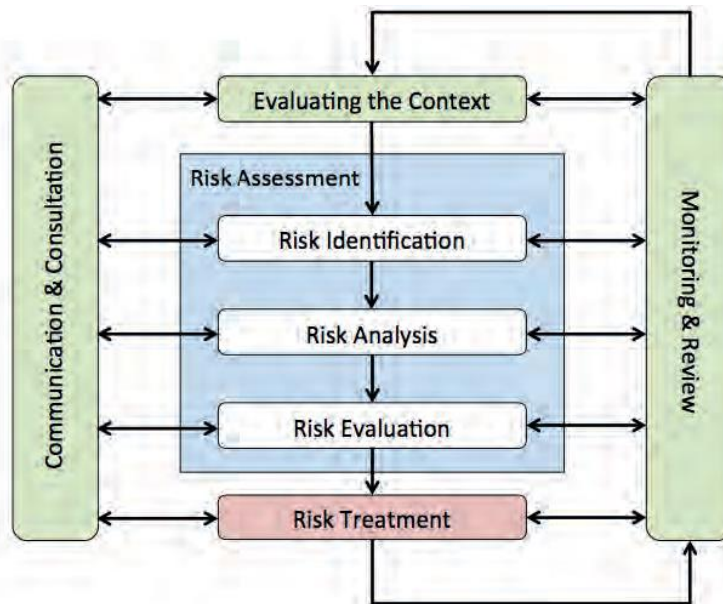 Evaluating the Context
Communication & Consultation
Monitoring & Review
Risk Assessment
Risk Identification
Risk Analysis
Risk Evaluation
Risk Treatment